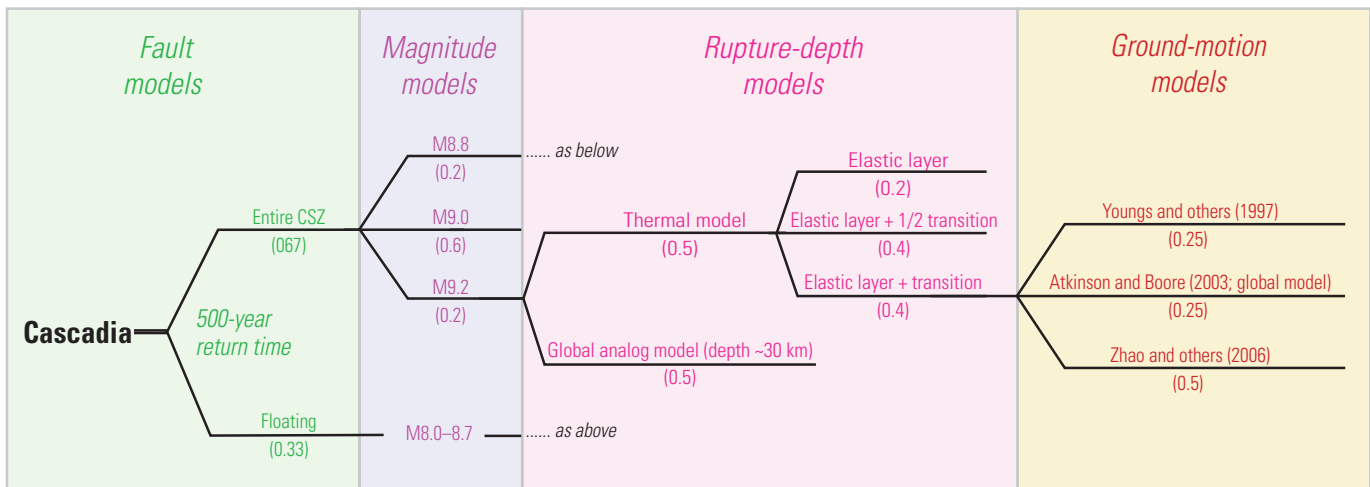 Fault
models
Magnitude
models
Rupture-depth
models
Ground-motion
models
Cascadia
500-year
return time
Entire CSZ
(067)
Floating
(0.33)
M8.8
(0.2)
M9.0
(0.6)
M9.2
(0.2)
M8.0–8.7
...... as below
...... as above
Thermal model
(0.5)
Global analog model (depth ~30 km)
(0.5)
Elastic layer
(0.2)
Elastic layer + 1/2 transition
(0.4)
Elastic layer + transition
(0.4)
Youngs and others (1997)
(0.25)
Atkinson and Boore (2003; global model)
(0.25)
Zhao and others (2006)
(0.5)